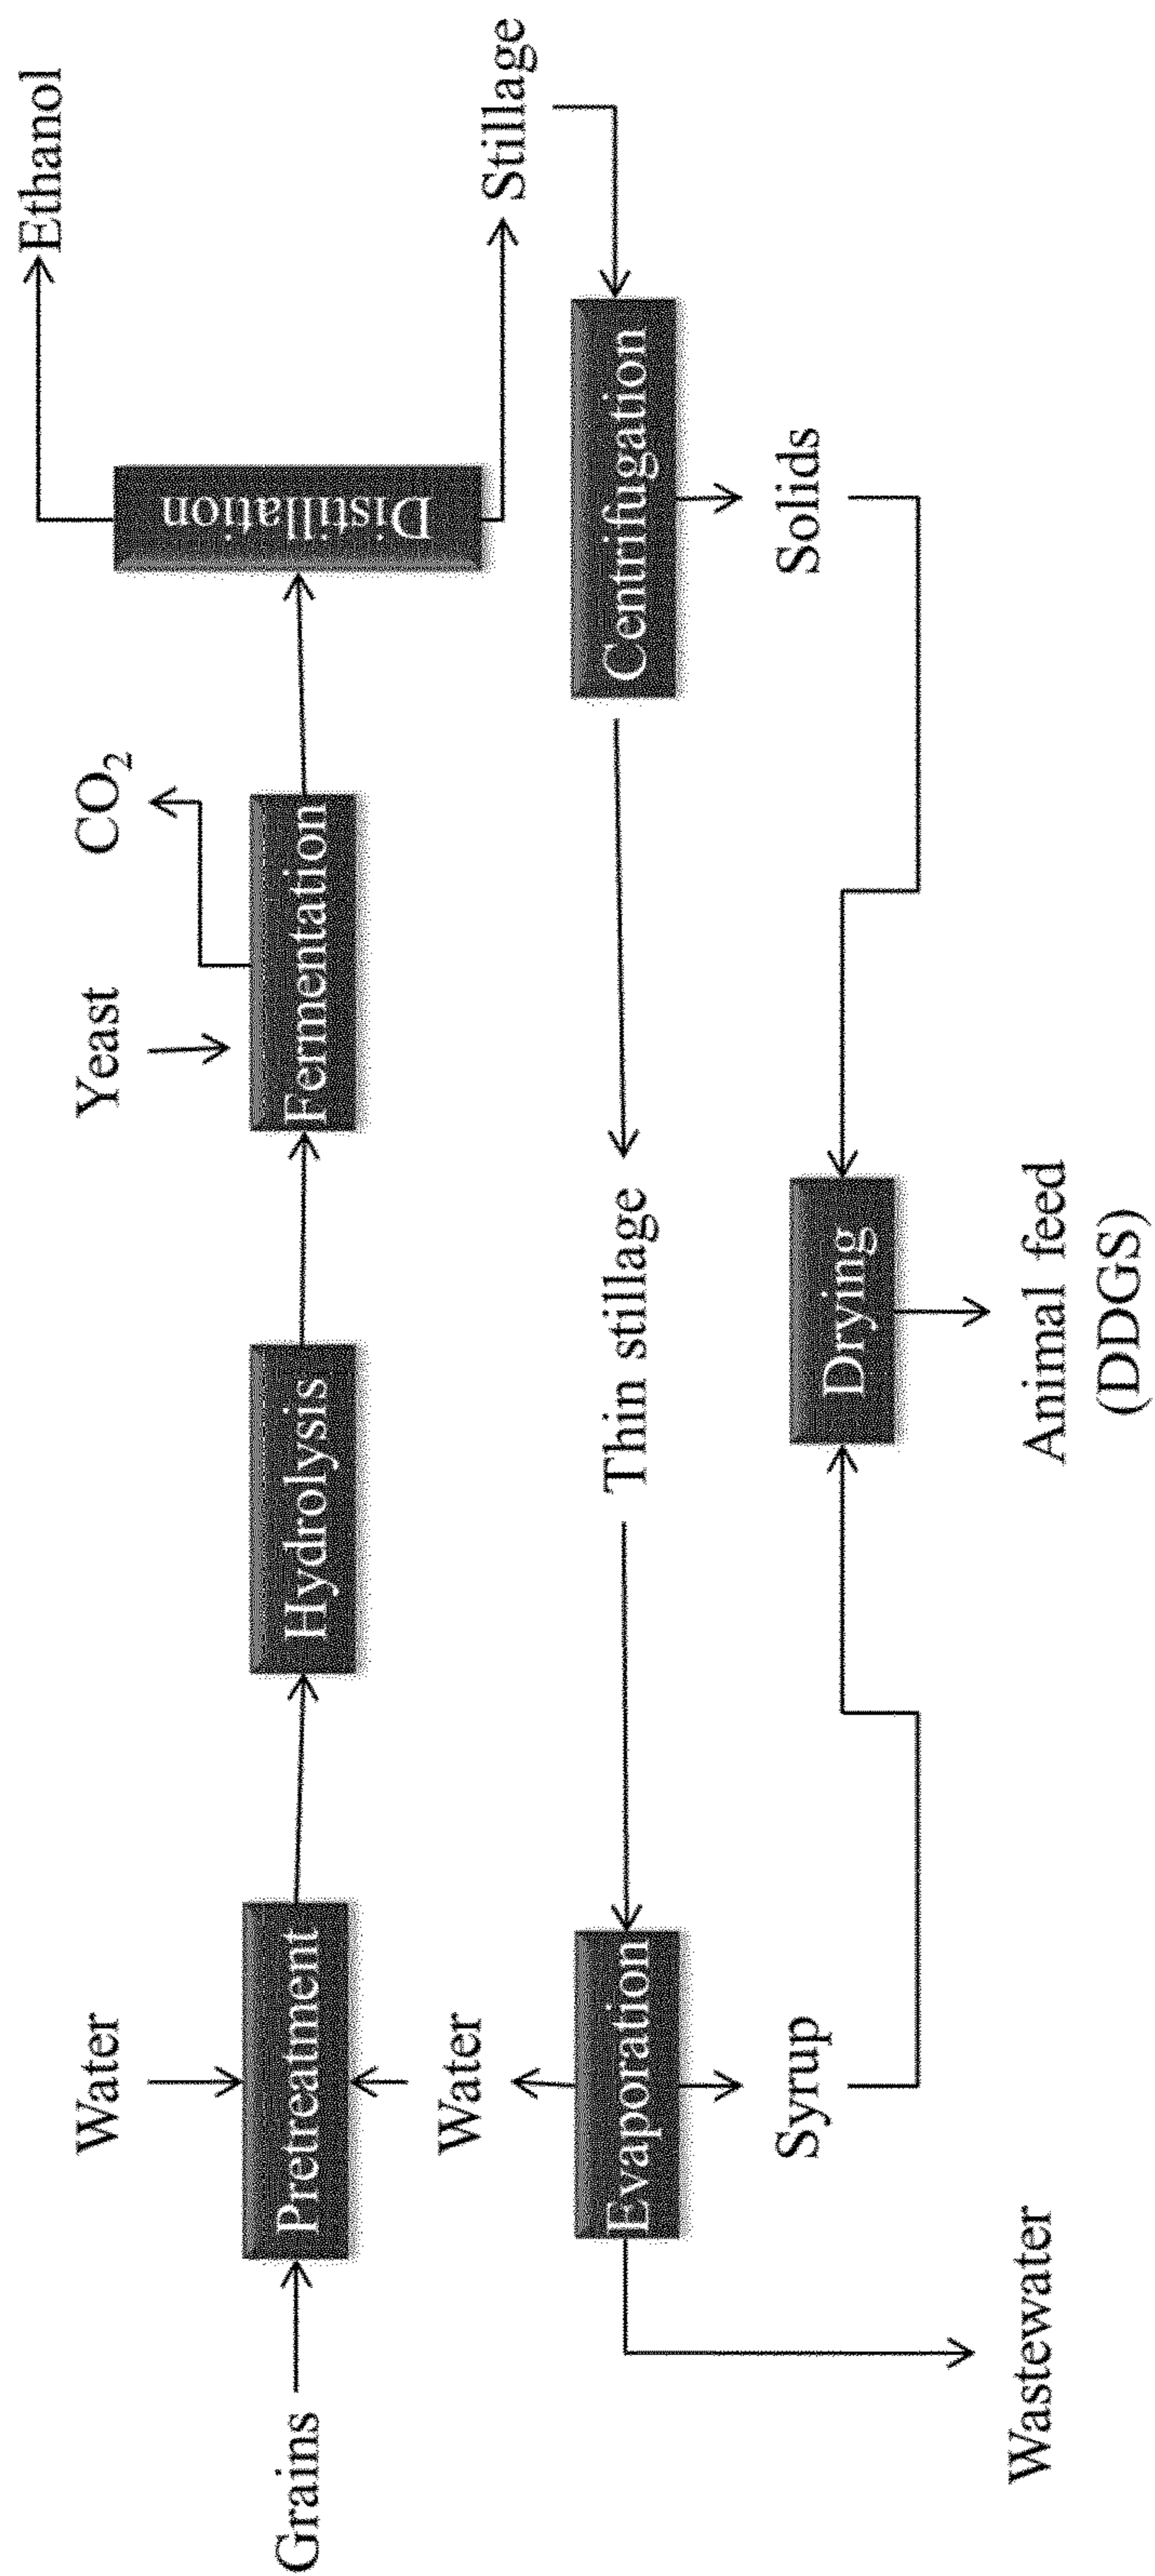 Ethanol
Water
Yeast
CO₂
Grains
Pretreatment
Hydrolysis
Fermentation
Distillation
Water
Stillage
Evaporation
Thin stillage
Centrifugation
Syrup
Drying
Solids
Wastewater
Animal feed
(DDGS)